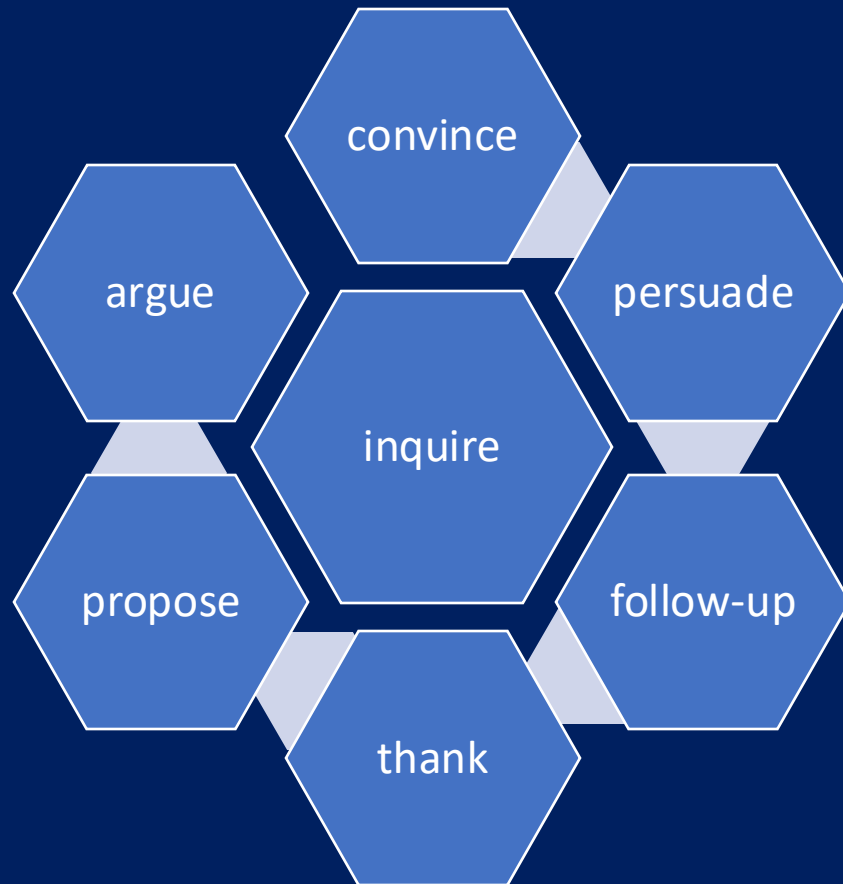 convince
argue
persuade
inquire
propose
follow-up
thank